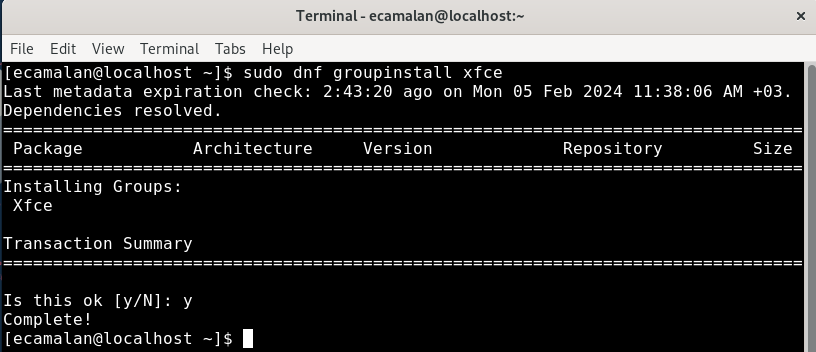 Terminal - ecamalan@localhost:~
File Edit View Terminal Tabs Help
[ecamalan@localhost ~]$ sudo dnf groupinstall xfce
Last metadata expiration check: 2:43:20 ago on Mon 05 Feb 2024 11:38:06 AM +03.
Dependencies resolved.
================================================================================
Package Architecture Version Repository Size
================================================================================
Installing Groups:
Xfce

Transaction Summary
================================================================================

Is this ok [y/N]: y
Complete!
[ecamalan@localhost ~]$